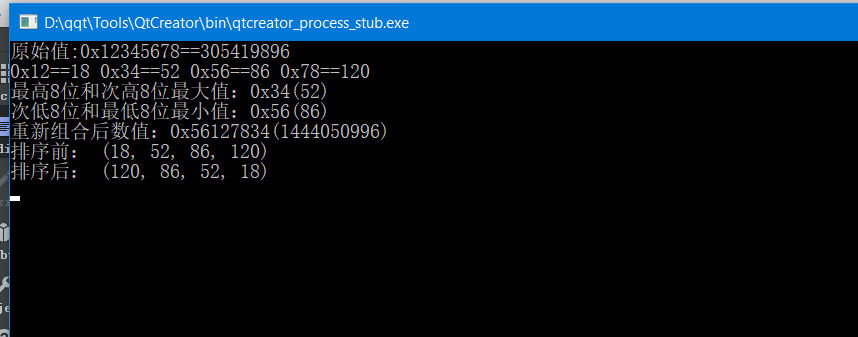 D:\qqt\Tools\QtCreator\bin\qtcreator_process_stub.exe
原始值:0x12345678==305419896
0x12==18 0x34==52 0x56==86 0x78==120
最高8位和次高8位最大值：0x34(52)
次低8位和最低8位最小值：0x56(86)
重新组合后数值：0x56127834(1444050996)
排序前： (18, 52, 86, 120)
排序后： (120, 86, 52, 18)